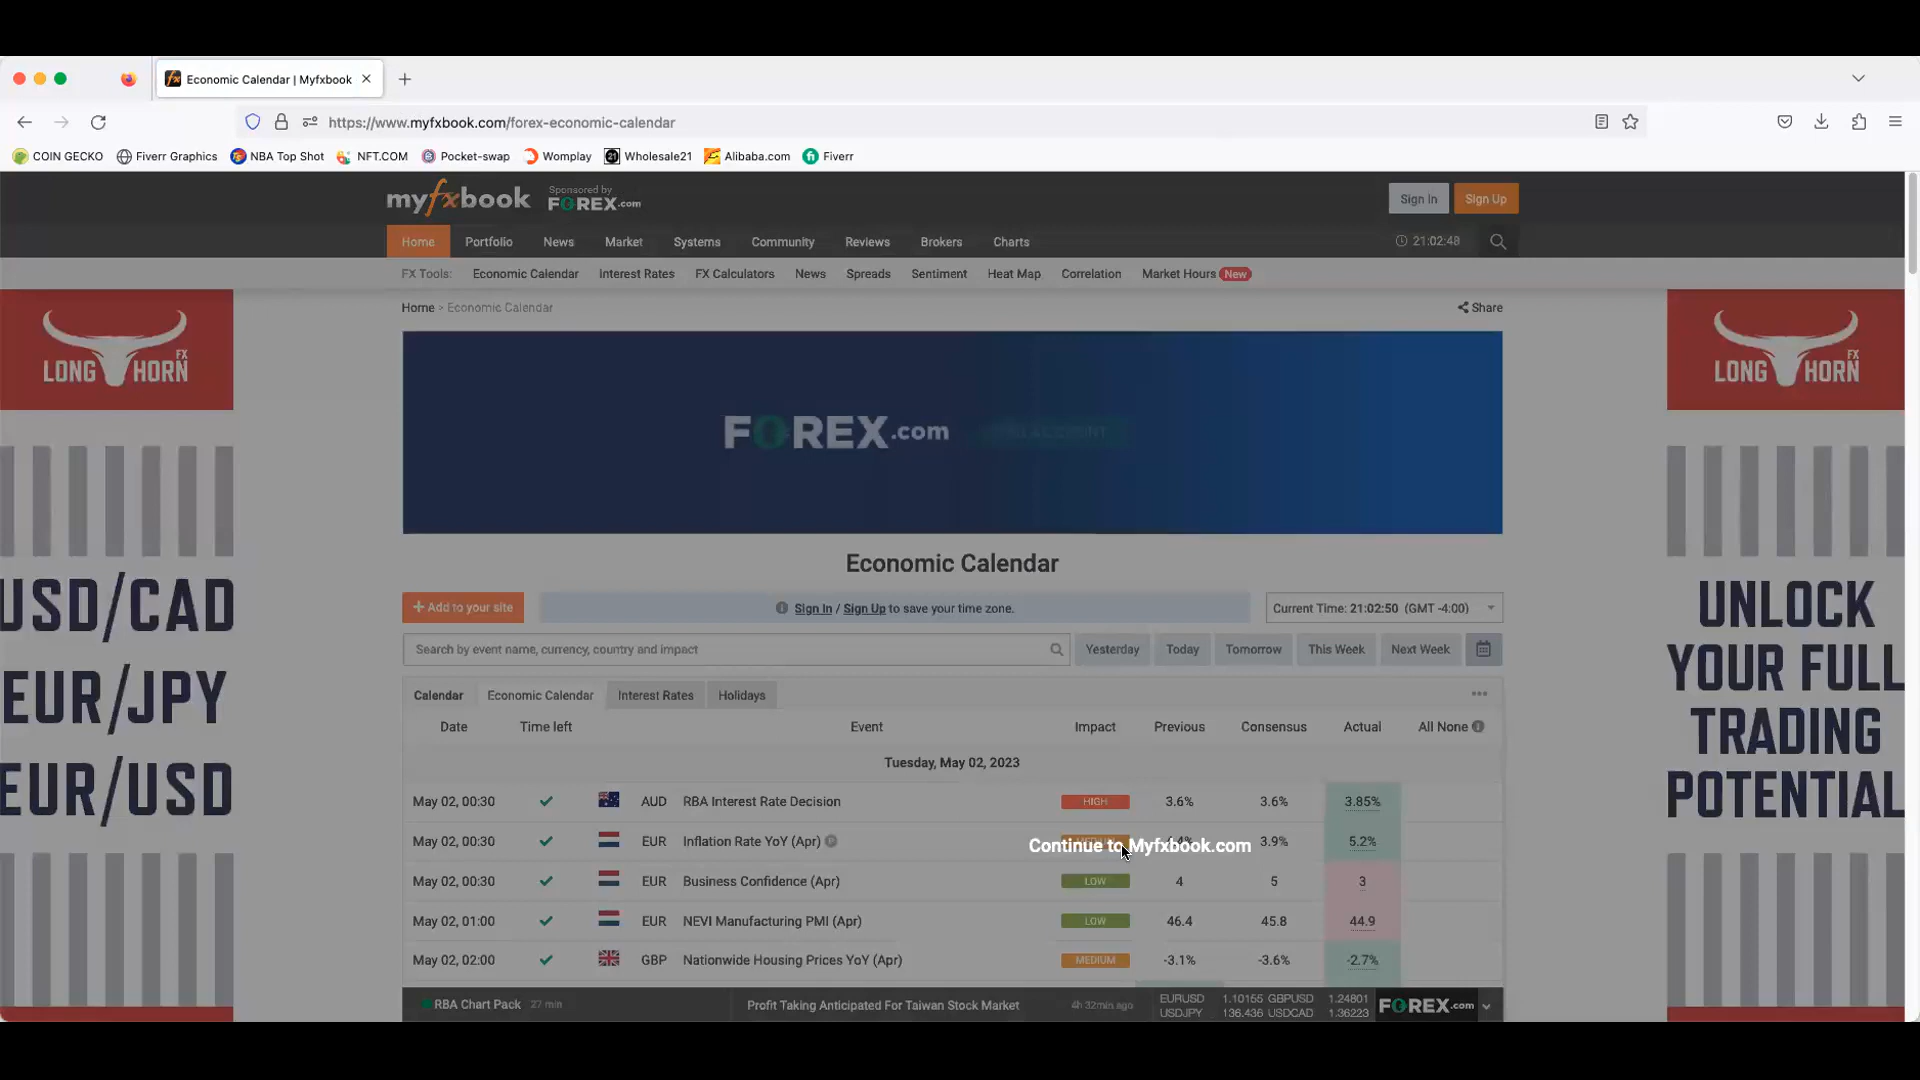 Economic Calendar | Myfxbook
https://www.myfxbook.com/forex-economic-calendar
COIN GECKO Fiverr Graphics NBA Top Shot NFT.COM Pocket-swap Womplay Wholesale21 Alibaba.com Fiverr
myfxbook Sponsored by FOREX.com Sign In Sign Up
Home Portfolio News Market Systems Community Reviews Brokers Charts 21:02:48
FX Tools: Economic Calendar Interest Rates FX Calculators News Spreads Sentiment Heat Map Correlation Market Hours New
Home > Economic Calendar Share
LONG HORN FX
FOREX.com
LONG HORN FX
Economic Calendar
+ Add to your site Sign In / Sign Up to save your time zone. Current Time: 21:02:50 (GMT -4:00)
Search by event name, currency, country and impact Yesterday Today Tomorrow This Week Next Week
Calendar Economic Calendar Interest Rates Holidays
Date Time left Event Impact Previous Consensus Actual All None
Tuesday, May 02, 2023
May 02, 00:30 AUD RBA Interest Rate Decision HIGH 3.6% 3.6% 3.85%
May 02, 00:30 EUR Inflation Rate YoY (Apr) P 3.9% 5.2%
Continue to Myfxbook.com
May 02, 00:30 EUR Business Confidence (Apr) LOW 4 5 3
May 02, 01:00 EUR NEVI Manufacturing PMI (Apr) LOW 46.4 45.8 44.9
May 02, 02:00 GBP Nationwide Housing Prices YoY (Apr) MEDIUM -3.1% -3.6% -2.7%
RBA Chart Pack 27 min Profit Taking Anticipated For Taiwan Stock Market 4h 32min ago
EURUSD 1.10155 GBPUSD 1.24801
USDJPY 136.436 USDCAD 1.36223
FOREX.com
USD/CAD
EUR/JPY
EUR/USD
UNLOCK
YOUR FULL
TRADING
POTENTIAL